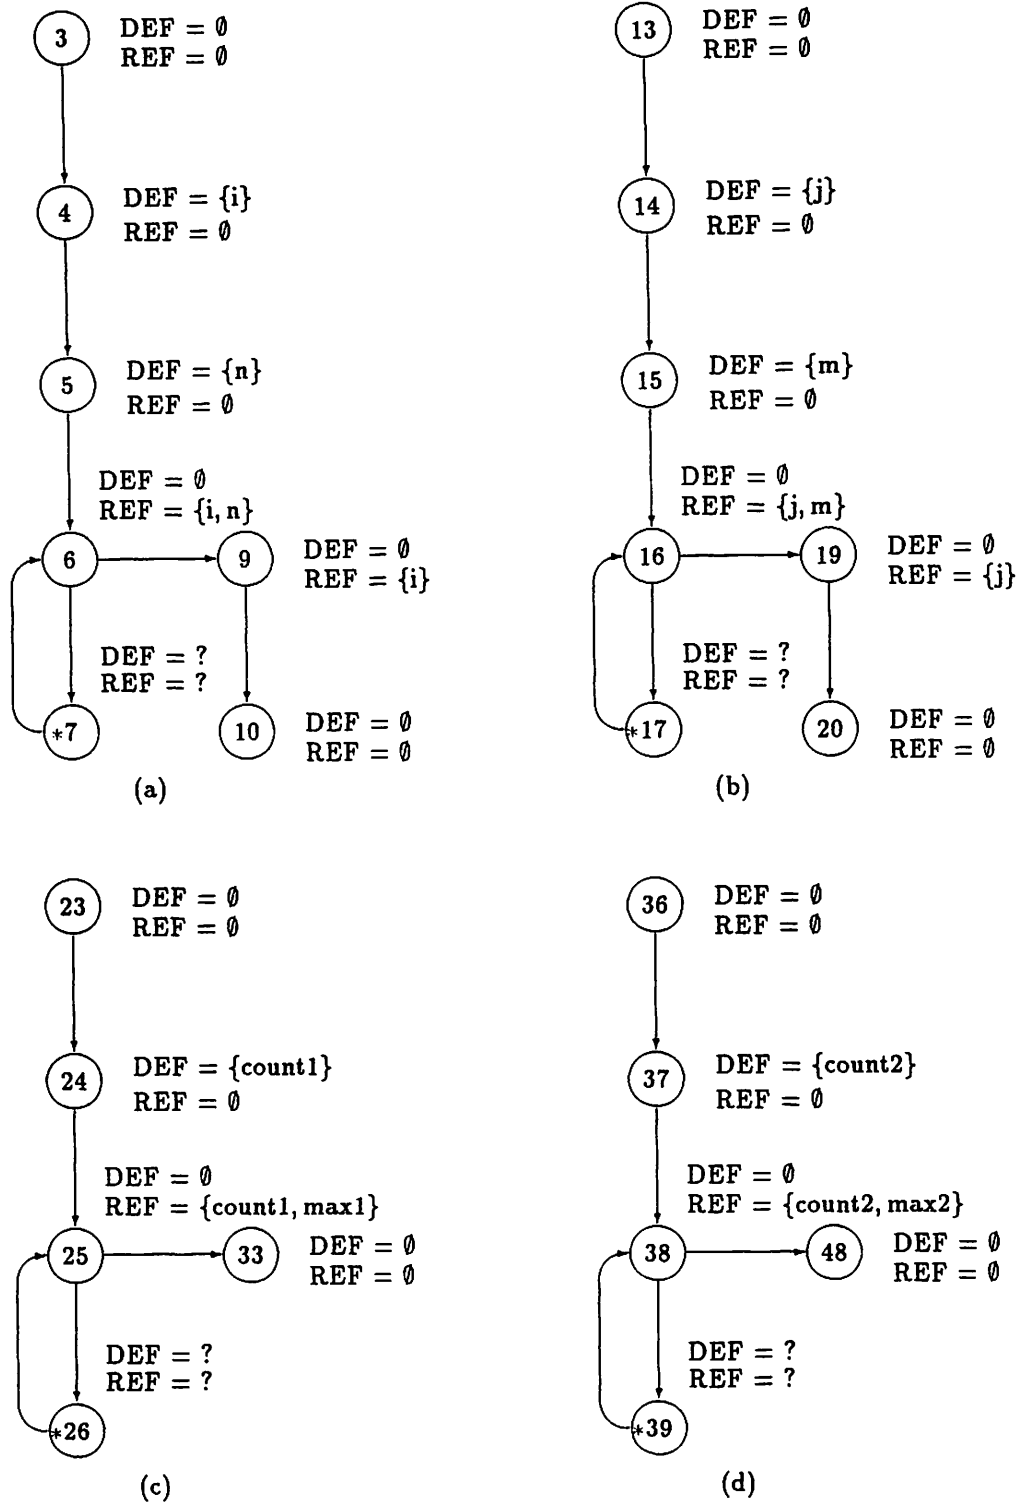 3
DEF = ∅
REF = ∅
4
DEF = {i}
REF = ∅
5
DEF = {n}
REF = ∅
DEF = ∅
REF = {i, n}
6
9
DEF = ∅
REF = {i}
DEF = ?
REF = ?
*7
10
DEF = ∅
REF = ∅
(a)
13
DEF = ∅
REF = ∅
14
DEF = {j}
REF = ∅
15
DEF = {m}
REF = ∅
DEF = ∅
REF = {j, m}
16
19
DEF = ∅
REF = {j}
DEF = ?
REF = ?
*17
20
DEF = ∅
REF = ∅
(b)
23
DEF = ∅
REF = ∅
24
DEF = {count1}
REF = ∅
DEF = ∅
REF = {count1, max1}
25
33
DEF = ∅
REF = ∅
DEF = ?
REF = ?
*26
(c)
36
DEF = ∅
REF = ∅
37
DEF = {count2}
REF = ∅
DEF = ∅
REF = {count2, max2}
38
48
DEF = ∅
REF = ∅
DEF = ?
REF = ?
*39
(d)